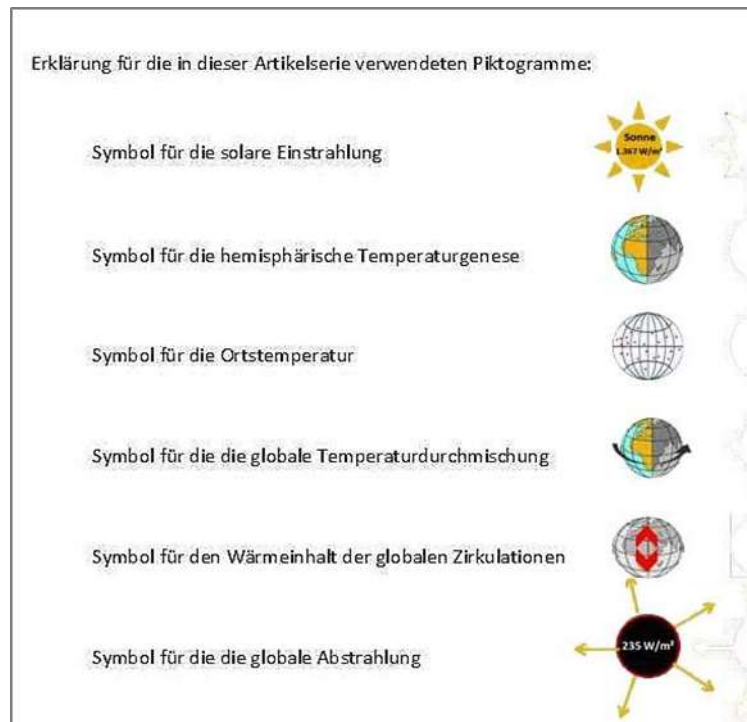 Erklärung für die in dieser Artikelserie verwendeten Piktogramme:
Symbol für die solare Einstrahlung
Sonne
1.367 W/m²
Symbol für die hemisphärische Temperaturgenese
Symbol für die Ortstemperatur
Symbol für die die globale Temperaturdurchmischung
Symbol für den Wärmeinhalt der globalen Zirkulationen
Symbol für die die globale Abstrahlung
235 W/m²